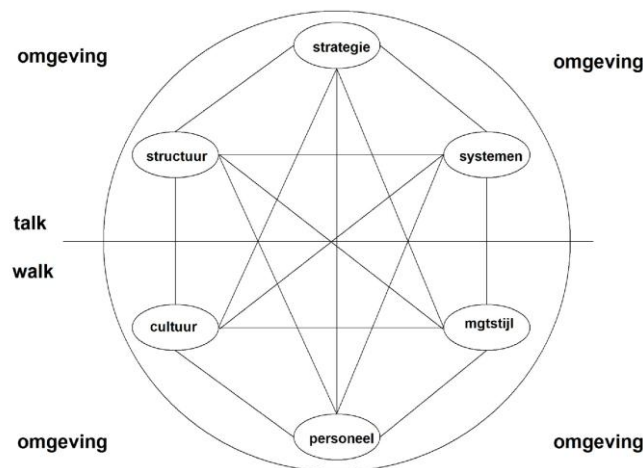 strategie
omgeving
omgeving
structuur
systemen
talk
walk
cultuur
mgtstijl
personeel
omgeving
omgeving